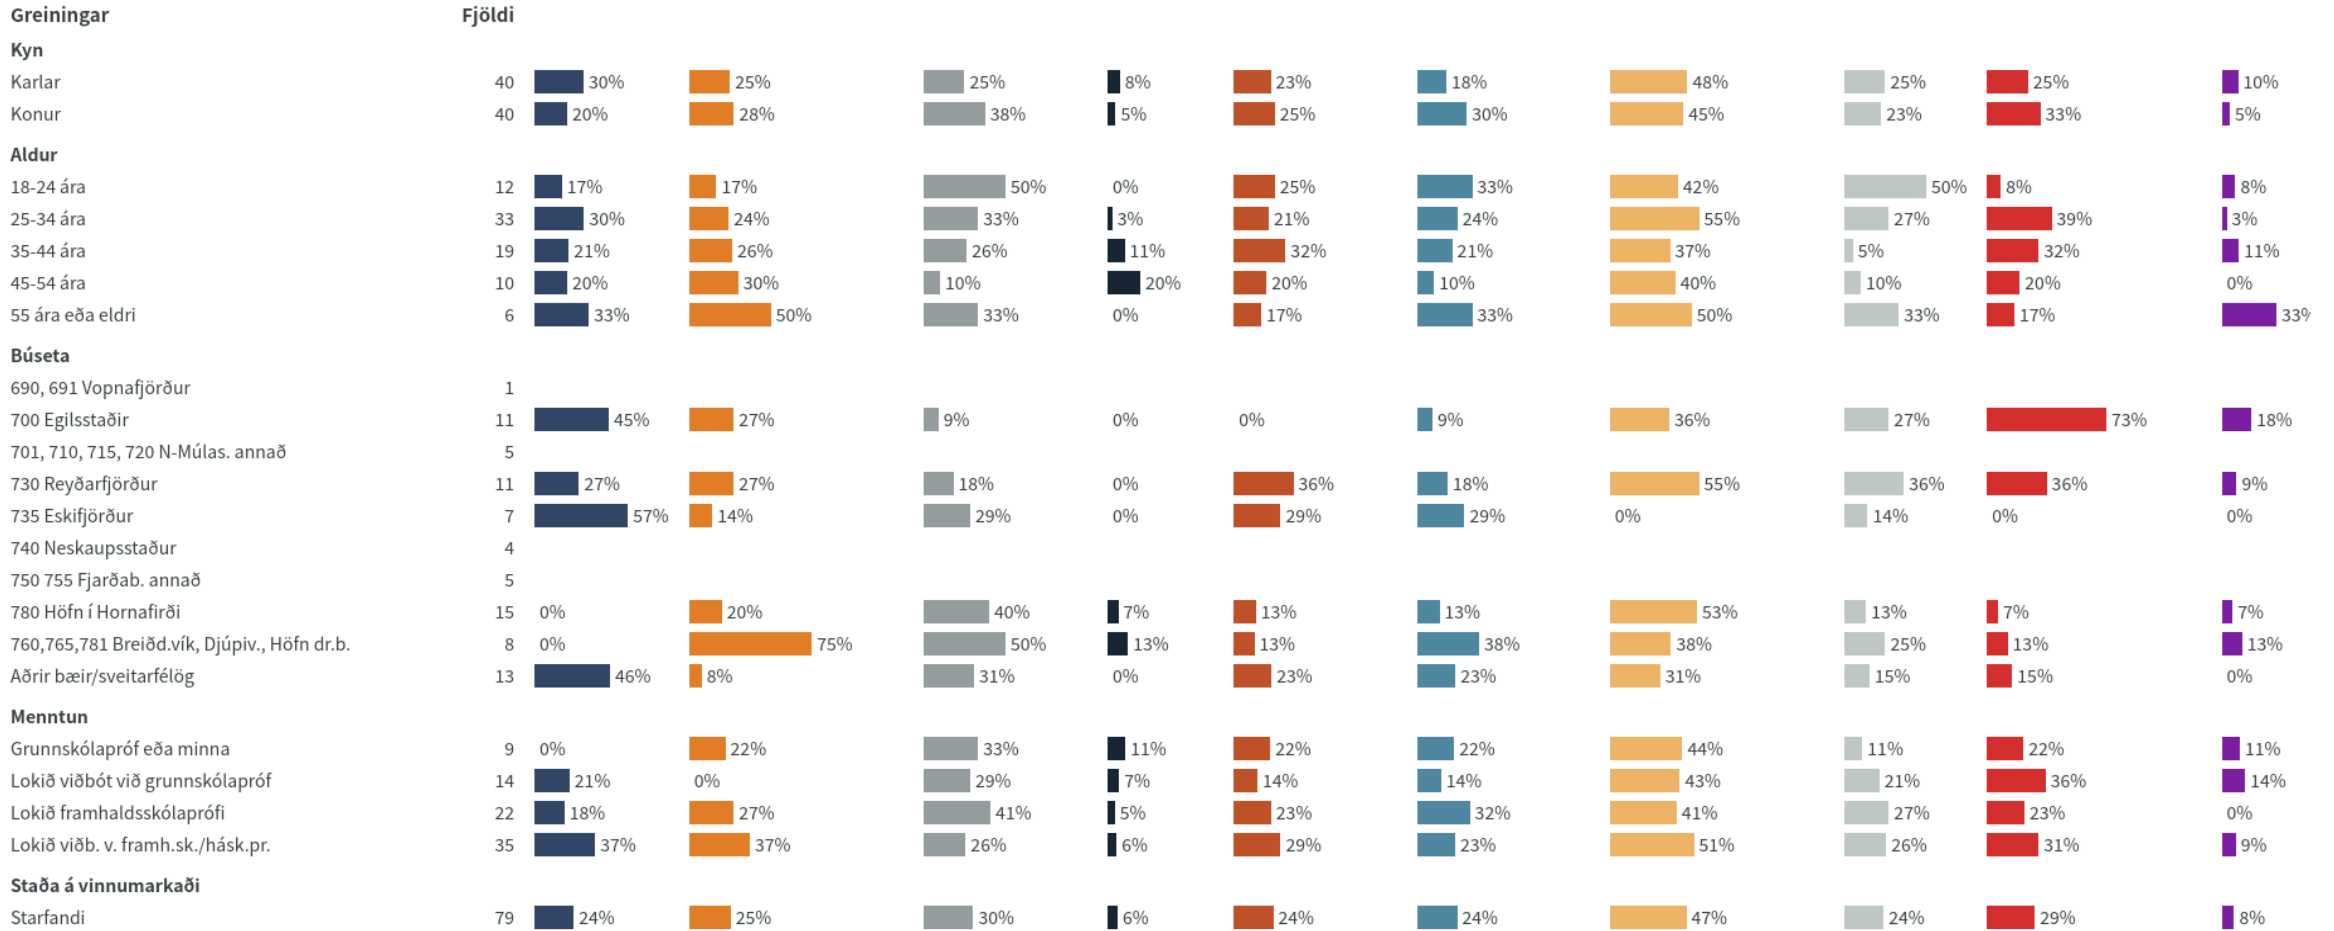 Greiningar Fjöldi
Kyn
Karlar 40 30% 25% 25% 8% 23% 18% 48% 25% 25% 10%
Konur 40 20% 28% 38% 5% 25% 30% 45% 23% 33% 5%
Aldur
18-24 ára 12 17% 17% 50% 0% 25% 33% 42% 50% 8% 8%
25-34 ára 33 30% 24% 33% 3% 21% 24% 55% 27% 39% 3%
35-44 ára 19 21% 26% 26% 11% 32% 21% 37% 5% 32% 11%
45-54 ára 10 20% 30% 10% 20% 20% 10% 40% 10% 20% 0%
55 ára eða eldri 6 33% 50% 33% 0% 17% 33% 50% 33% 17% 33%
Búseta
690, 691 Vopnafjörður 1
700 Egilsstaðir 11 45% 27% 9% 0% 0% 9% 36% 27% 73% 18%
701, 710, 715, 720 N-Múlas. annað 5
730 Reyðarfjörður 11 27% 27% 18% 0% 36% 18% 55% 36% 36% 9%
735 Eskifjörður 7 57% 14% 29% 0% 29% 29% 0% 14% 0% 0%
740 Neskaupsstaður 4
750 755 Fjarðab. annað 5
780 Höfn í Hornafirði 15 0% 20% 40% 7% 13% 13% 53% 13% 7% 7%
760,765,781 Breiðd.vík, Djúpiv., Höfn dr.b. 8 0% 75% 50% 13% 13% 38% 38% 25% 13% 13%
Aðrir bæir/sveitarfélög 13 46% 8% 31% 0% 23% 23% 31% 15% 15% 0%
Menntun
Grunnskólapróf eða minna 9 0% 22% 33% 11% 22% 22% 44% 11% 22% 11%
Lokið viðbót við grunnskólapróf 14 21% 0% 29% 7% 14% 14% 43% 21% 36% 14%
Lokið framhaldsskólaprófi 22 18% 27% 41% 5% 23% 32% 41% 27% 23% 0%
Lokið viðb. v. framh.sk./hásk.pr. 35 37% 37% 26% 6% 29% 23% 51% 26% 31% 9%
Staða á vinnumarkaði
Starfandi 79 24% 25% 30% 6% 24% 24% 47% 24% 29% 8%